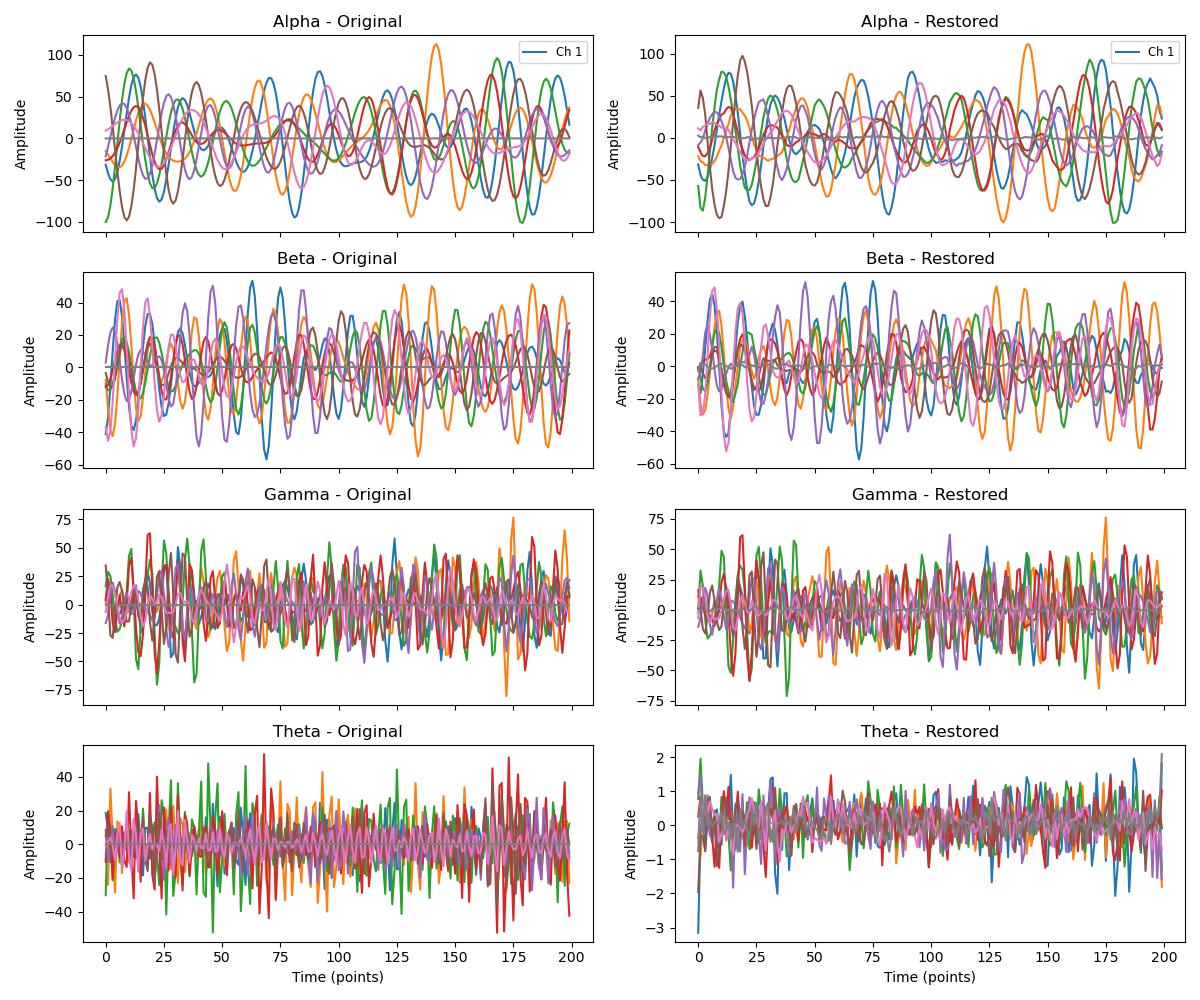 Alpha - Original
Alpha - Restored
Amplitude
100
50
0
−50
−100
Ch 1
Amplitude
100
50
0
−50
−100
Ch 1
Beta - Original
Beta - Restored
Amplitude
40
20
0
−20
−40
−60
Amplitude
40
20
0
−20
−40
−60
Gamma - Original
Gamma - Restored
Amplitude
75
50
25
0
−25
−50
−75
Amplitude
75
50
25
0
−25
−50
−75
Theta - Original
Theta - Restored
Amplitude
40
20
0
−20
−40
Amplitude
2
1
0
−1
−2
−3
0 25 50 75 100 125 150 175 200
0 25 50 75 100 125 150 175 200
Time (points)
Time (points)